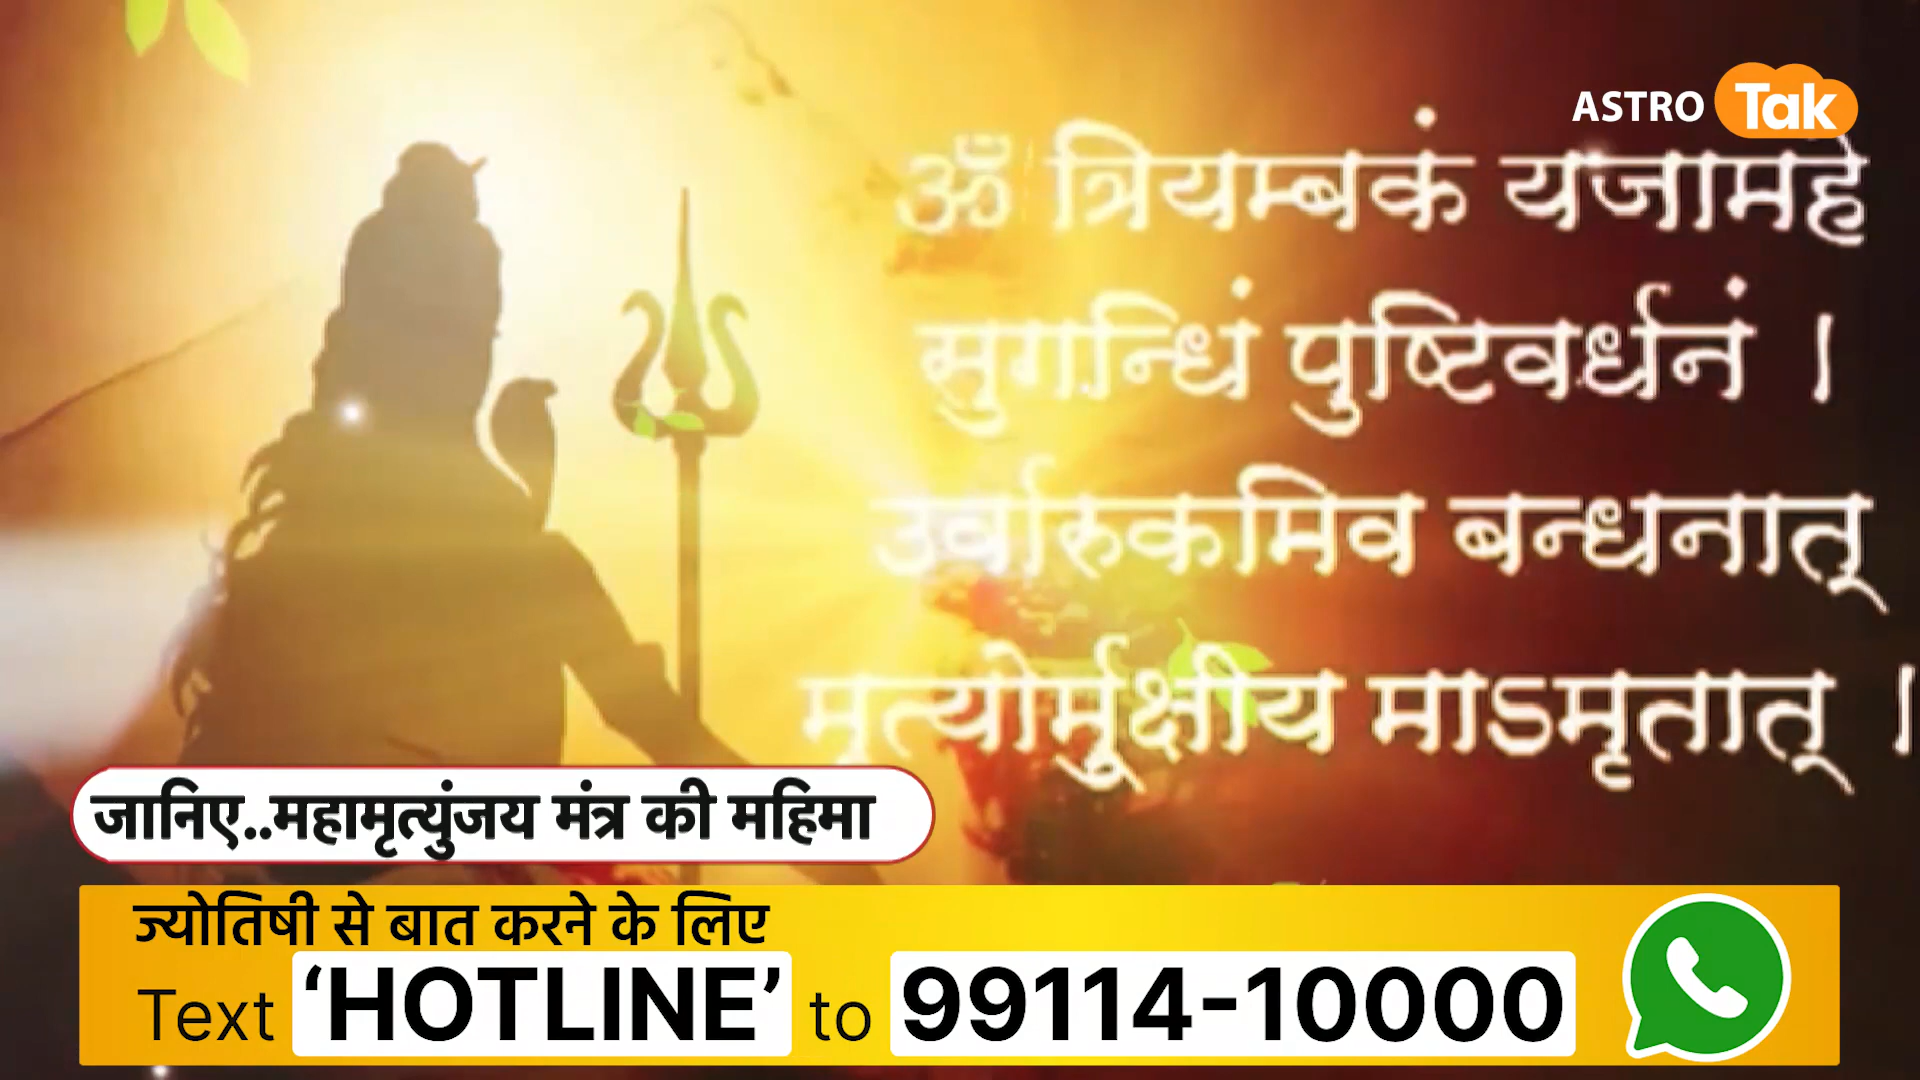 ASTRO Tak
ॐ त्रियम्बकं यजामहे
सुगन्धिं पुष्टिवर्धनं ।
उर्वारुकमिव बन्धनात्
मृत्योर्मुक्षीय माऽमृतात् ।
जानिए..महामृत्युंजय मंत्र की महिमा
ज्योतिषी से बात करने के लिए
Text ‘HOTLINE’ to 99114-10000